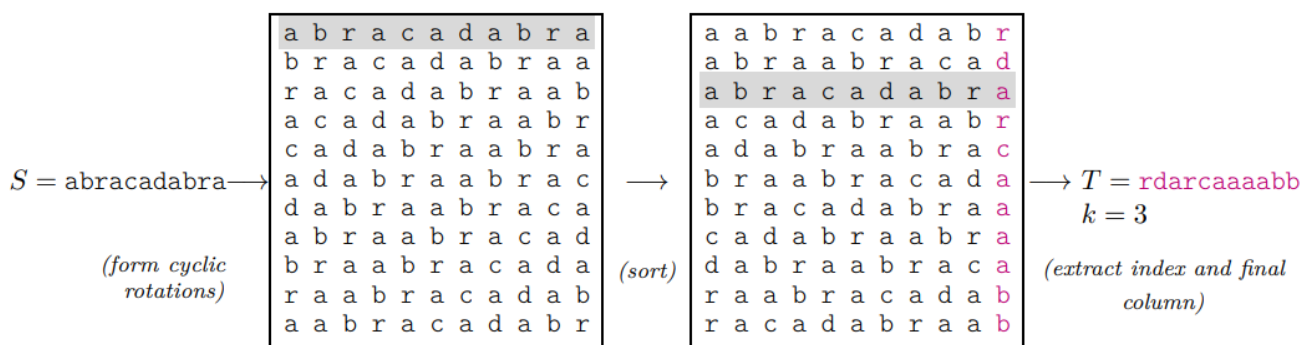 S = abracadabra
(form cyclic
rotations)
a b r a c a d a b r a
b r a c a d a b r a a
r a c a d a b r a a b
a c a d a b r a a b r
c a d a b r a a b r a
a d a b r a a b r a c
d a b r a a b r a c a
a b r a a b r a c a d
b r a a b r a c a d a
r a a b r a c a d a b
a a b r a c a d a b r
⟶
(sort)
a a b r a c a d a b r
a b r a a b r a c a d
a b r a c a d a b r a
a c a d a b r a a b r
a d a b r a a b r a c
b r a a b r a c a d a
b r a c a d a b r a a
c a d a b r a a b r a
d a b r a a b r a c a
r a a b r a c a d a b
r a c a d a b r a a b
⟶ T = rdarcaaaabb
k = 3
(extract index and final
column)